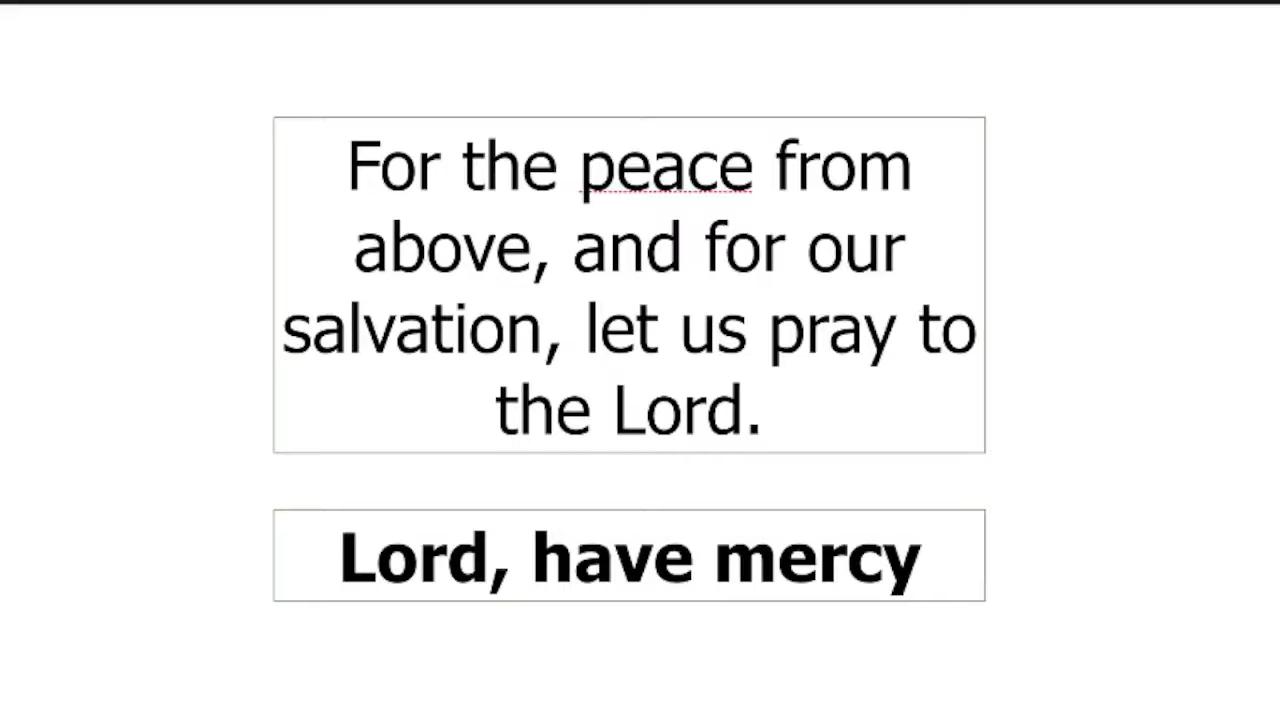 For the peace from
above, and for our
salvation, let us pray to
the Lord.
Lord, have mercy